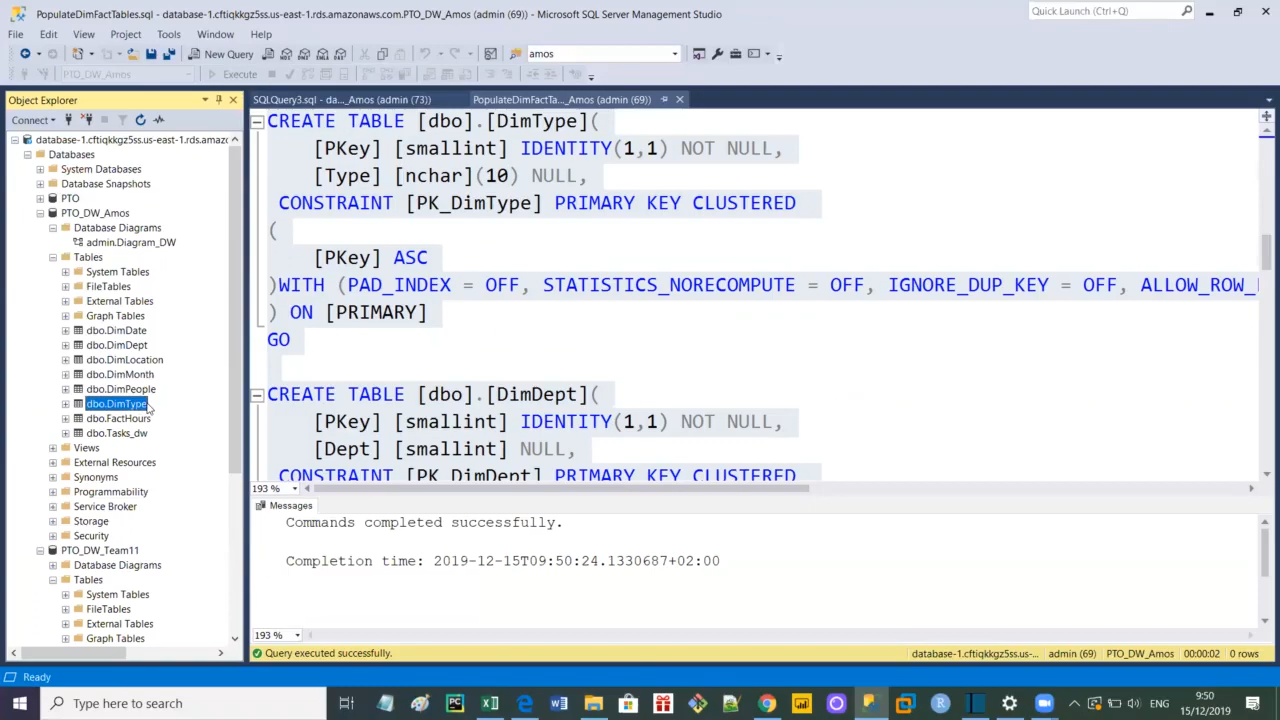 PopulateDimFactTables.sql - database-1.cftiqkkgz5ss.us-east-1.rds.amazonaws.com.PTO_DW_Amos (admin (69)) - Microsoft SQL Server Management Studio
Quick Launch (Ctrl+Q)
File Edit View Project Tools Window Help
New Query
amos
PTO_DW_Amos
Execute
Object Explorer
SQLQuery3.sql - da..._Amos (admin (73))
PopulateDimFactTa..._Amos (admin (69))
Connect
database-1.cftiqkkgz5ss.us-east-1.rds.amazo
Databases
System Databases
Database Snapshots
PTO
PTO_DW_Amos
Database Diagrams
admin.Diagram_DW
Tables
System Tables
FileTables
External Tables
Graph Tables
dbo.DimDate
dbo.DimDept
dbo.DimLocation
dbo.DimMonth
dbo.DimPeople
dbo.DimType
dbo.FactHours
dbo.Tasks_dw
Views
External Resources
Synonyms
Programmability
Service Broker
Storage
Security
PTO_DW_Team11
Database Diagrams
Tables
System Tables
FileTables
External Tables
Graph Tables
CREATE TABLE [dbo].[DimType](
[PKey] [smallint] IDENTITY(1,1) NOT NULL,
[Type] [nchar](10) NULL,
CONSTRAINT [PK_DimType] PRIMARY KEY CLUSTERED
(
[PKey] ASC
)WITH (PAD_INDEX = OFF, STATISTICS_NORECOMPUTE = OFF, IGNORE_DUP_KEY = OFF, ALLOW_ROW_
) ON [PRIMARY]
GO
CREATE TABLE [dbo].[DimDept](
[PKey] [smallint] IDENTITY(1,1) NOT NULL,
[Dept] [smallint] NULL,
CONSTRAINT [PK_DimDept] PRIMARY KEY CLUSTERED
193 %
Messages
Commands completed successfully.
Completion time: 2019-12-15T09:50:24.1330687+02:00
193 %
Query executed successfully.
database-1.cftiqkkgz5ss.us-... admin (69) PTO_DW_Amos 00:00:02 0 rows
Ready
Type here to search
ENG
9:50
15/12/2019